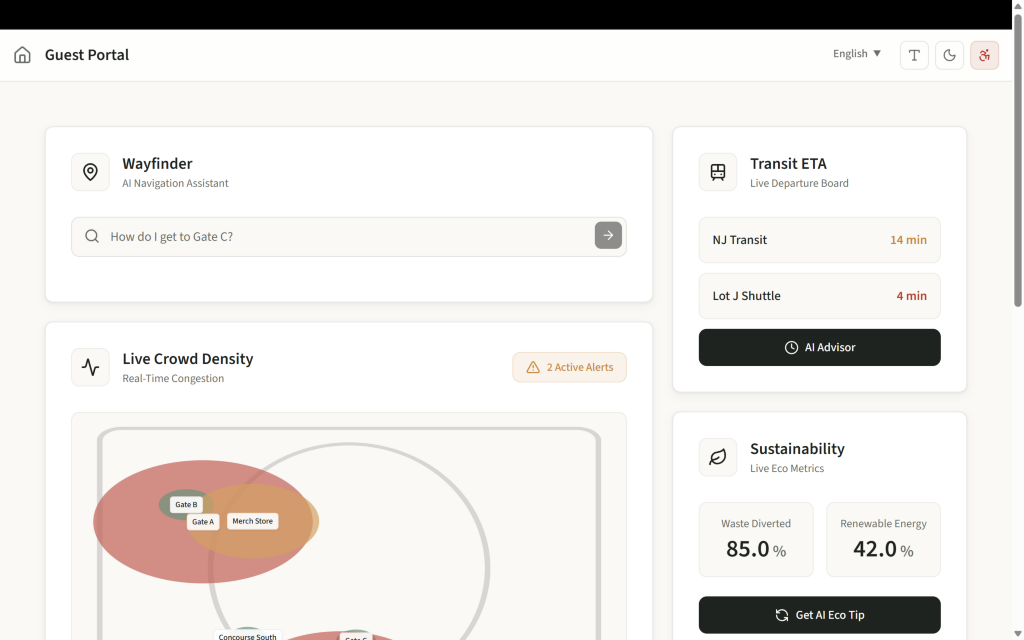 Guest Portal
English
Wayfinder
AI Navigation Assistant
How do I get to Gate C?
Transit ETA
Live Departure Board
NJ Transit
14 min
Lot J Shuttle
4 min
AI Advisor
Live Crowd Density
Real-Time Congestion
2 Active Alerts
Gate B
Gate A
Merch Store
Concourse South
Sustainability
Live Eco Metrics
Waste Diverted
85.0 %
Renewable Energy
42.0 %
Get AI Eco Tip